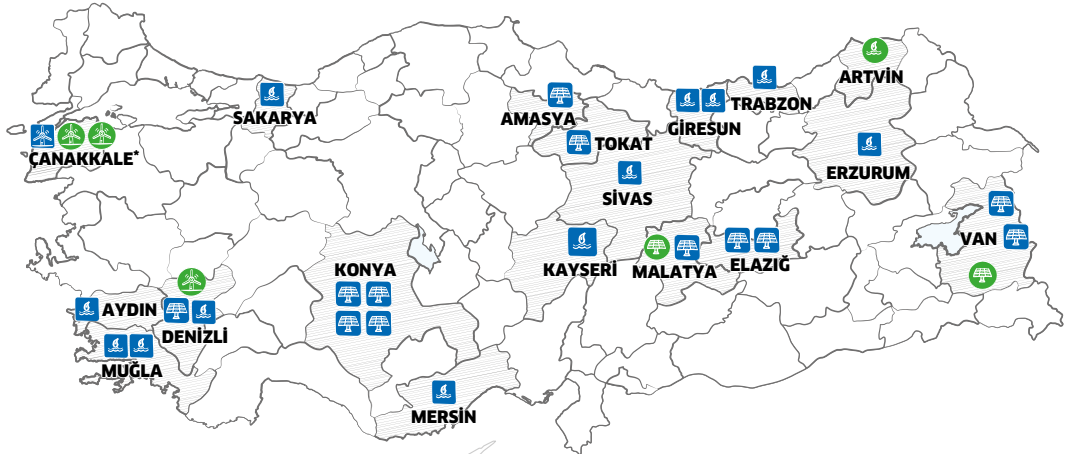 ARTVİN
SAKARYA
AMASYA
GİRESUN
TRABZON
ÇANAKKALE*
TOKAT
ERZURUM
SİVAS
VAN
KONYA
KAYSERİ
MALATYA
ELAZIĞ
AYDIN
DENİZLİ
MUĞLA
MERSİN